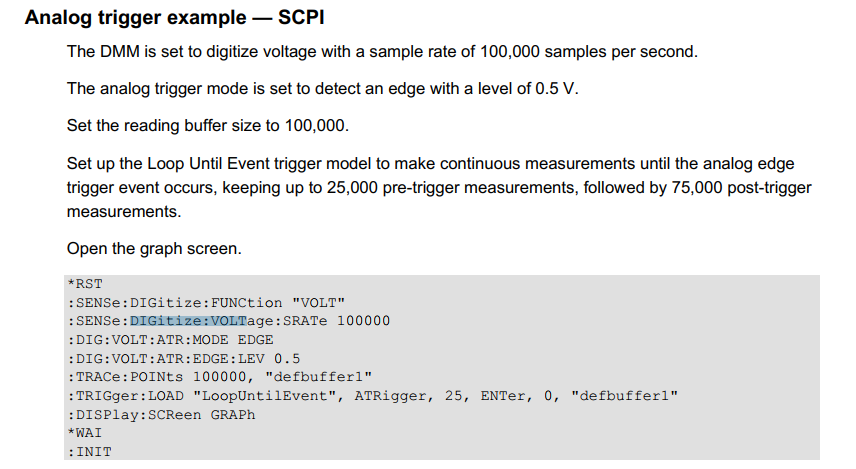 Analog trigger example — SCPI
The DMM is set to digitize voltage with a sample rate of 100,000 samples per second.
The analog trigger mode is set to detect an edge with a level of 0.5 V.
Set the reading buffer size to 100,000.
Set up the Loop Until Event trigger model to make continuous measurements until the analog edge
trigger event occurs, keeping up to 25,000 pre-trigger measurements, followed by 75,000 post-trigger
measurements.
Open the graph screen.
*RST
:SENSe:DIGitize:FUNCtion "VOLT"
:SENSe:DIGitize:VOLTage:SRATe 100000
:DIG:VOLT:ATR:MODE EDGE
:DIG:VOLT:ATR:EDGE:LEV 0.5
:TRACe:POINts 100000, "defbuffer1"
:TRIGger:LOAD "LoopUntilEvent", ATRigger, 25, ENTer, 0, "defbuffer1"
:DISPlay:SCReen GRAPh
*WAI
:INIT